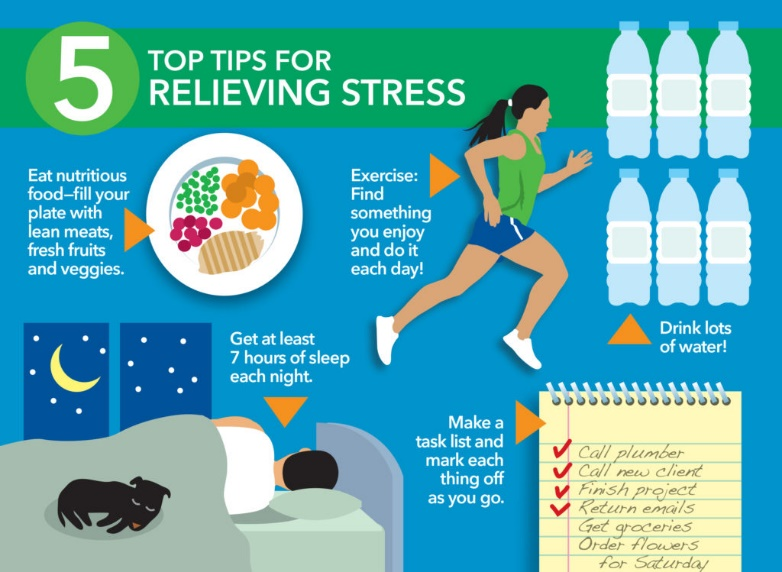 5
TOP TIPS FOR
RELIEVING STRESS
Eat nutritious
food—fill your
plate with
lean meats,
fresh fruits
and veggies.
Exercise:
Find
something
you enjoy
and do it
each day!
Drink lots
of water!
Get at least
7 hours of sleep
each night.
Make a
task list and
mark each
thing off
as you go.
Call plumber
Call new client
Finish project
Return emails
Get groceries
Order flowers
for Saturday